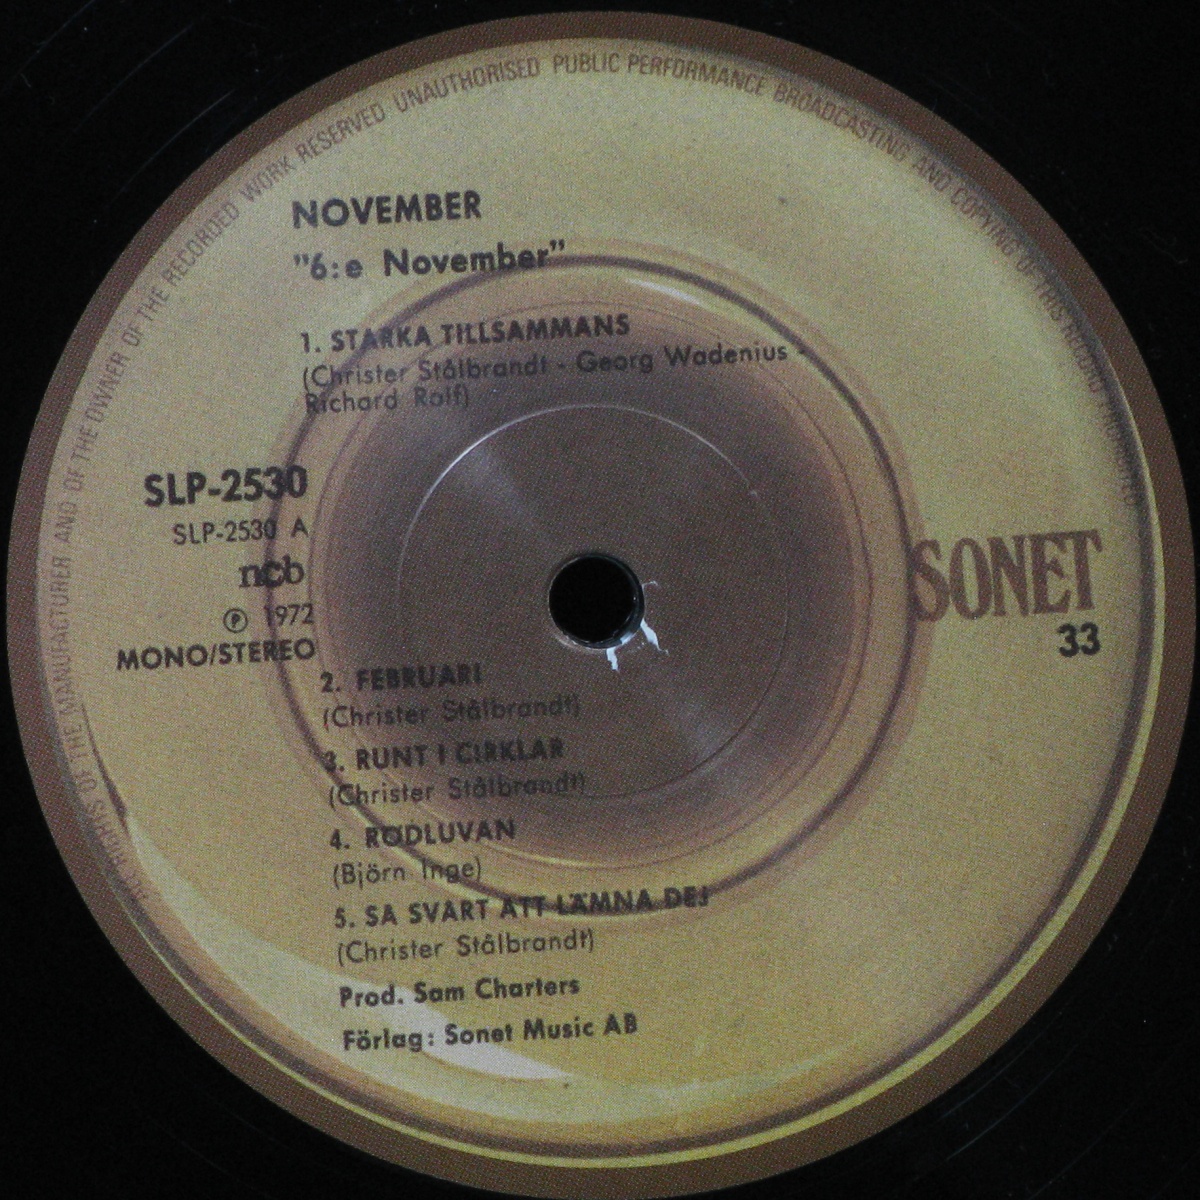 ALL RIGHTS OF THE MANUFACTURER AND OF THE OWNER OF THE RECORDED WORK RESERVED UNAUTHORISED PUBLIC PERFORMANCE BROADCASTING AND COPYING OF THIS RECORD PROHIBITED
NOVEMBER
"6:e November"
1. STARKA TILLSAMMANS
(Christer Stålbrandt - Georg Wadenius -
Richard Rolf)
SLP-2530
SLP-2530 A
ncb
℗ 1972
MONO/STEREO
SONET
33
2. FEBRUARI
(Christer Stålbrandt)
3. RUNT I CIRKLAR
(Christer Stålbrandt)
4. RÖDLUVAN
(Björn Inge)
5. SA SVART ATT LÄMNA DEJ
(Christer Stålbrandt)
Prod. Sam Charters
Förlag: Sonet Music AB